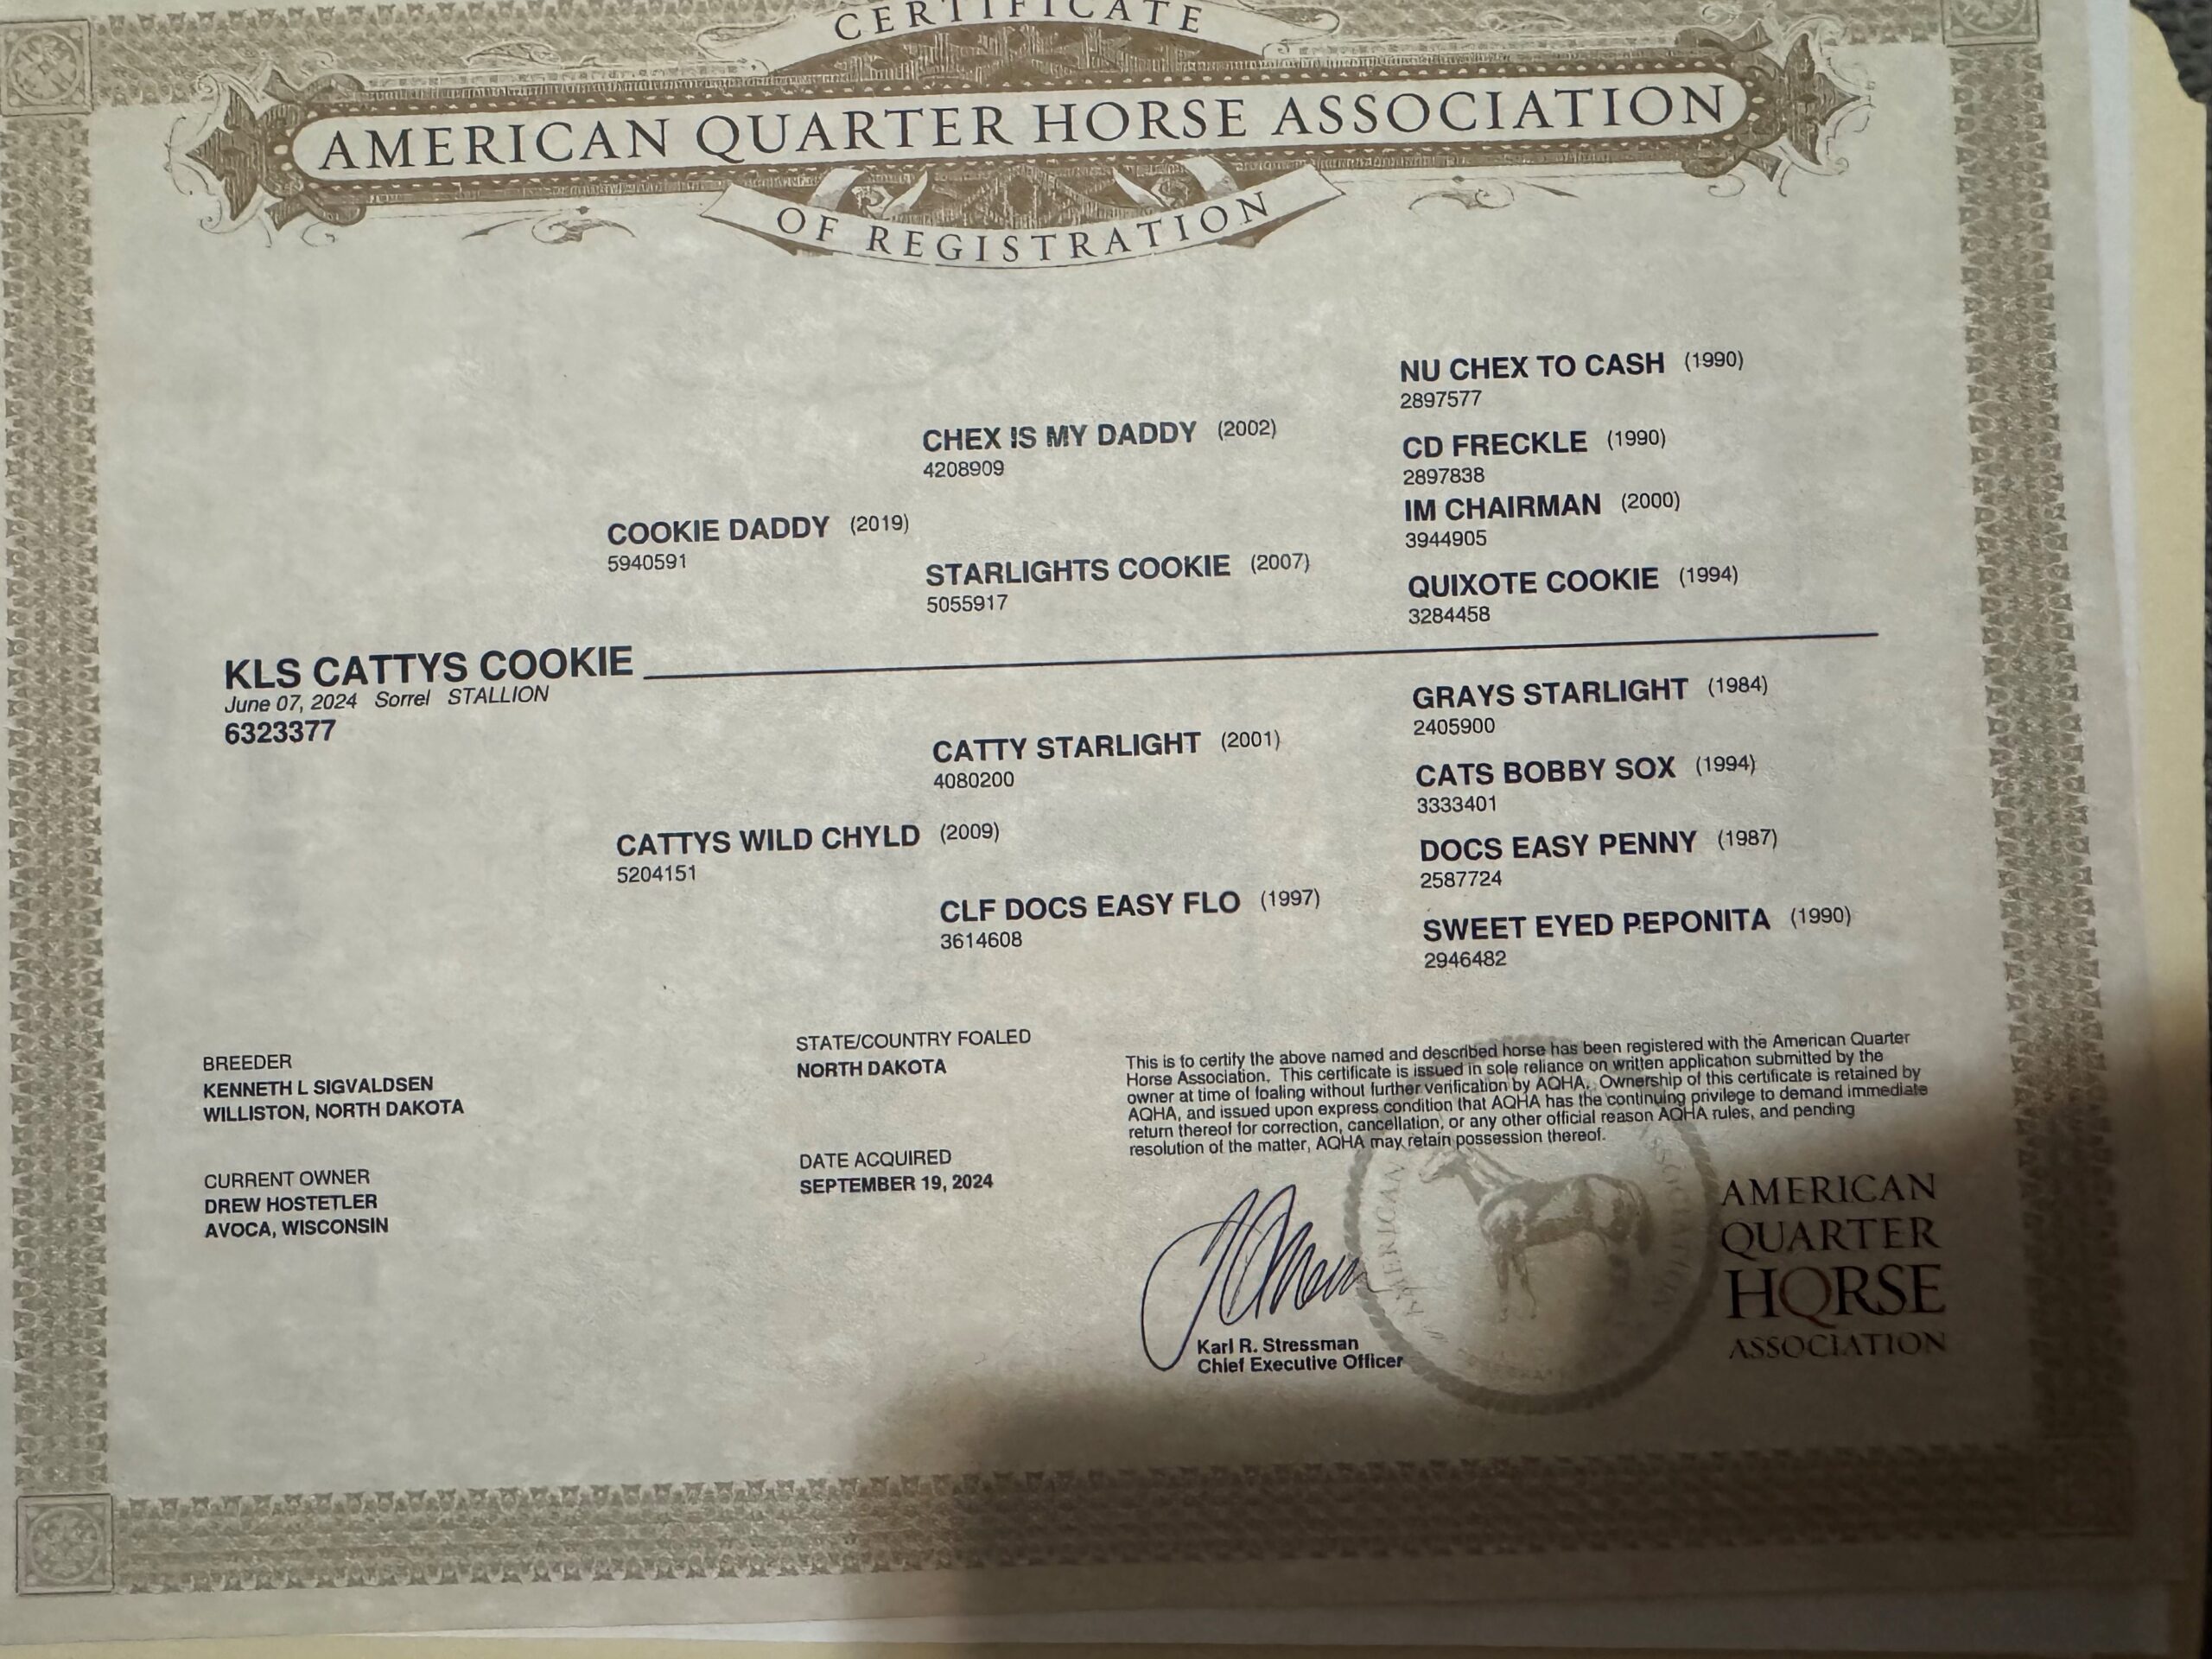 CERTIFICATE
AMERICAN QUARTER HORSE ASSOCIATION
OF REGISTRATION
NU CHEX TO CASH (1990)
2897577
CHEX IS MY DADDY (2002)
4208909
CD FRECKLE (1990)
2897838
COOKIE DADDY (2019)
5940591
IM CHAIRMAN (2000)
3944905
STARLIGHTS COOKIE (2007)
5055917
QUIXOTE COOKIE (1994)
3284458
KLS CATTYS COOKIE
June 07, 2024 Sorrel STALLION
6323377
GRAYS STARLIGHT (1984)
2405900
CATTY STARLIGHT (2001)
4080200
CATS BOBBY SOX (1994)
3333401
CATTYS WILD CHYLD (2009)
5204151
DOCS EASY PENNY (1987)
2587724
CLF DOCS EASY FLO (1997)
3614608
SWEET EYED PEPONITA (1990)
2946482
BREEDER
KENNETH L SIGVALDSEN
WILLISTON, NORTH DAKOTA
STATE/COUNTRY FOALED
NORTH DAKOTA
CURRENT OWNER
DREW HOSTETLER
AVOCA, WISCONSIN
DATE ACQUIRED
SEPTEMBER 19, 2024
This is to certify the above named and described horse has been registered with the American Quarter
Horse Association. This certificate is issued in sole reliance on written application submitted by the
owner at time of foaling without further verification by AQHA. Ownership of this certificate is retained by
AQHA, and issued upon express condition that AQHA has the continuing privilege to demand immediate
return thereof for correction, cancellation, or any other official reason AQHA rules, and pending
resolution of the matter, AQHA may retain possession thereof.
Karl R. Stressman
Chief Executive Officer
AMERICAN
ASSOCIATION
AMERICAN
QUARTER
HORSE
ASSOCIATION